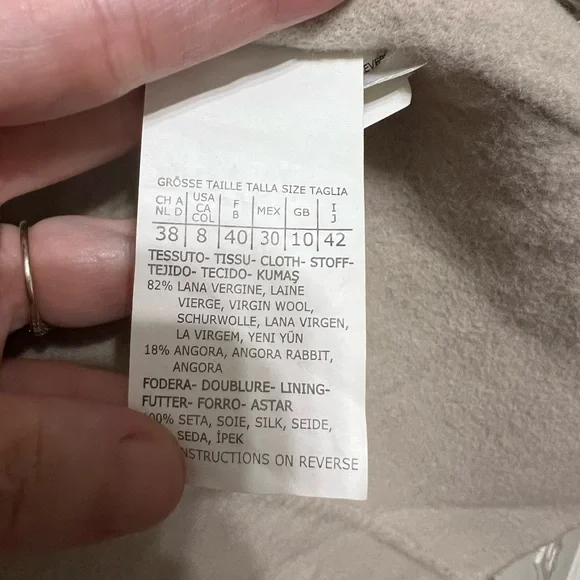 GRÖSSE TAILLE TALLA SIZE TAGLIA
CH A NL D USA CA COL F B MEX GB I J
38 8 40 30 10 42
TESSUTO- TISSU- CLOTH- STOFF-
TEJIDO- TECIDO- KUMAŞ
82% LANA VERGINE, LAINE
VIERGE, VIRGIN WOOL,
SCHURWOLLE, LANA VIRGEN,
LA VIRGEM, YENI YÜN
18% ANGORA, ANGORA RABBIT,
ANGORA
FODERA- DOUBLURE- LINING-
FUTTER- FORRO- ASTAR
SETA, SOIE, SILK, SEIDE,
SEDA, İPEK
NSTRUCTIONS ON REVERSE